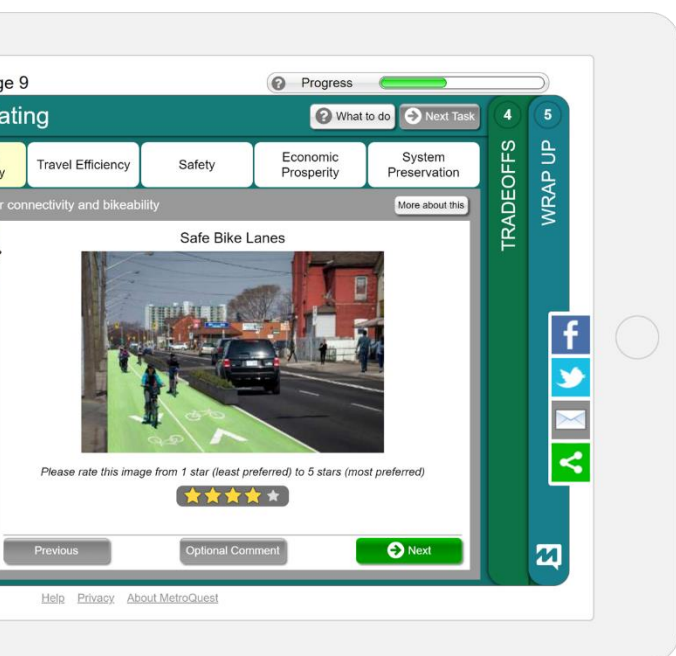 ge 9
Progress
ating
What to do
Next Task
4
5
TRADEOFFS
WRAP UP
y
Travel Efficiency
Safety
Economic
Prosperity
System
Preservation
r connectivity and bikeability
More about this
Safe Bike Lanes
Please rate this image from 1 star (least preferred) to 5 stars (most preferred)
Previous
Optional Comment
Next
Help Privacy About MetroQuest